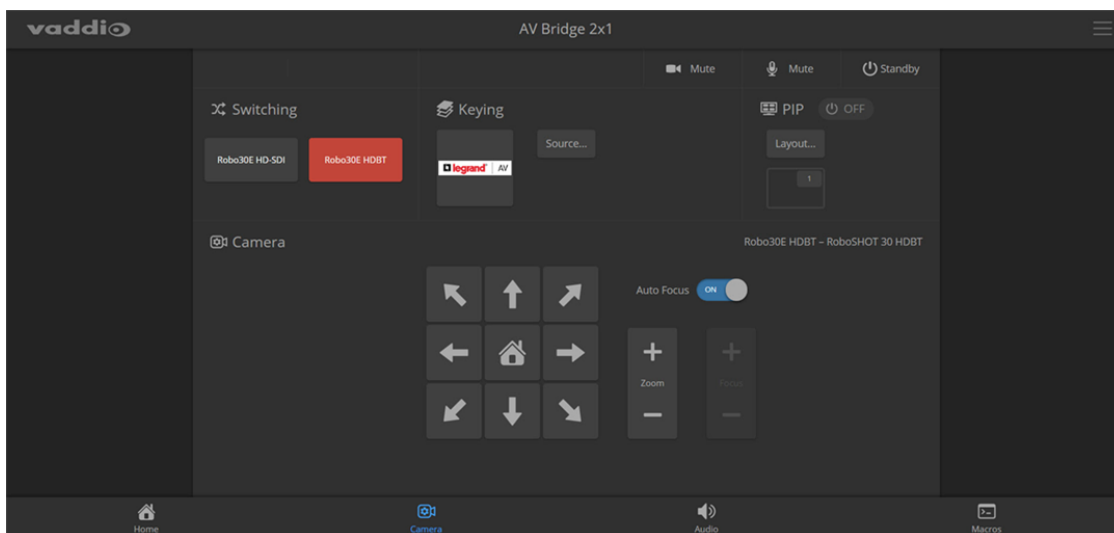 vaddio
AV Bridge 2x1
Mute
Mute
Standby
Switching
Keying
PIP
OFF
Robo30E HD-SDI
Robo30E HDBT
legrand AV
Source...
Layout...
1
Camera
Robo30E HDBT – RoboSHOT 30 HDBT
Auto Focus
ON
Zoom
Focus
Home
Camera
Audio
Macros